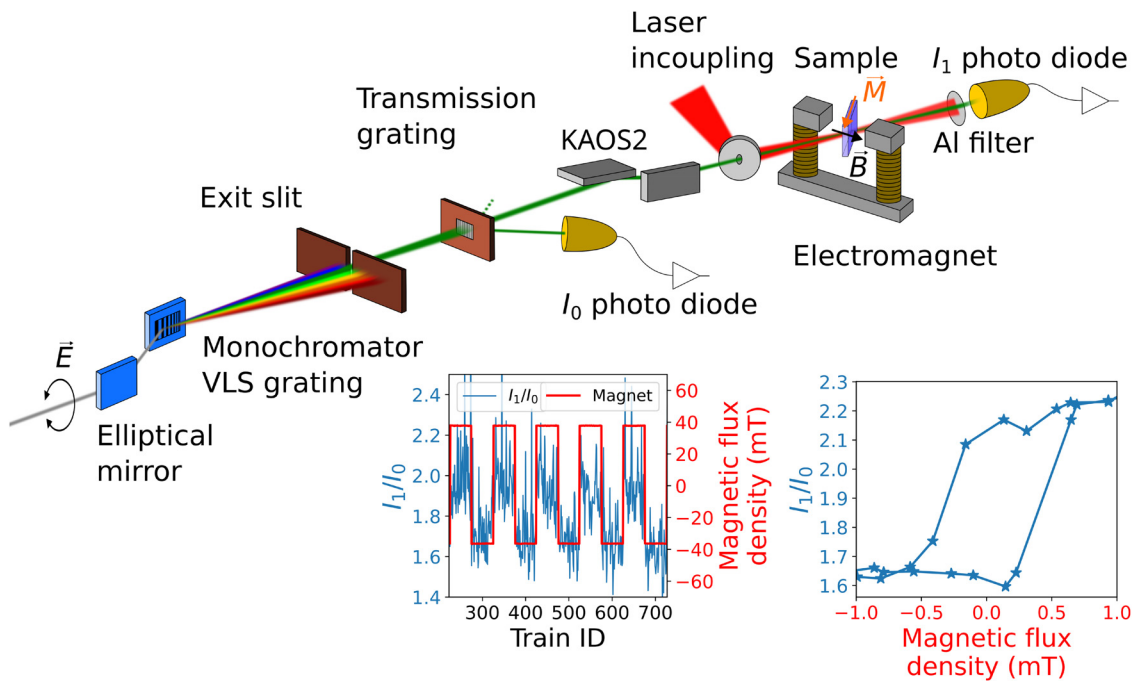 Laser
incoupling
Sample
I₁ photo diode
M
Transmission
grating
KAOS2
B
Al filter
Exit slit
Electromagnet
I₀ photo diode
E
Monochromator
VLS grating
Elliptical
mirror
I₁/I₀
Magnet
2.4
2.2
2.0
1.8
1.6
1.4
I₁/I₀
60
40
20
0
−20
−40
−60
Magnetic flux
density (mT)
300 400 500 600 700
Train ID
2.3
2.2
2.1
2.0
1.9
1.8
1.7
1.6
I₁/I₀
−1.0 −0.5 0.0 0.5 1.0
Magnetic flux
density (mT)